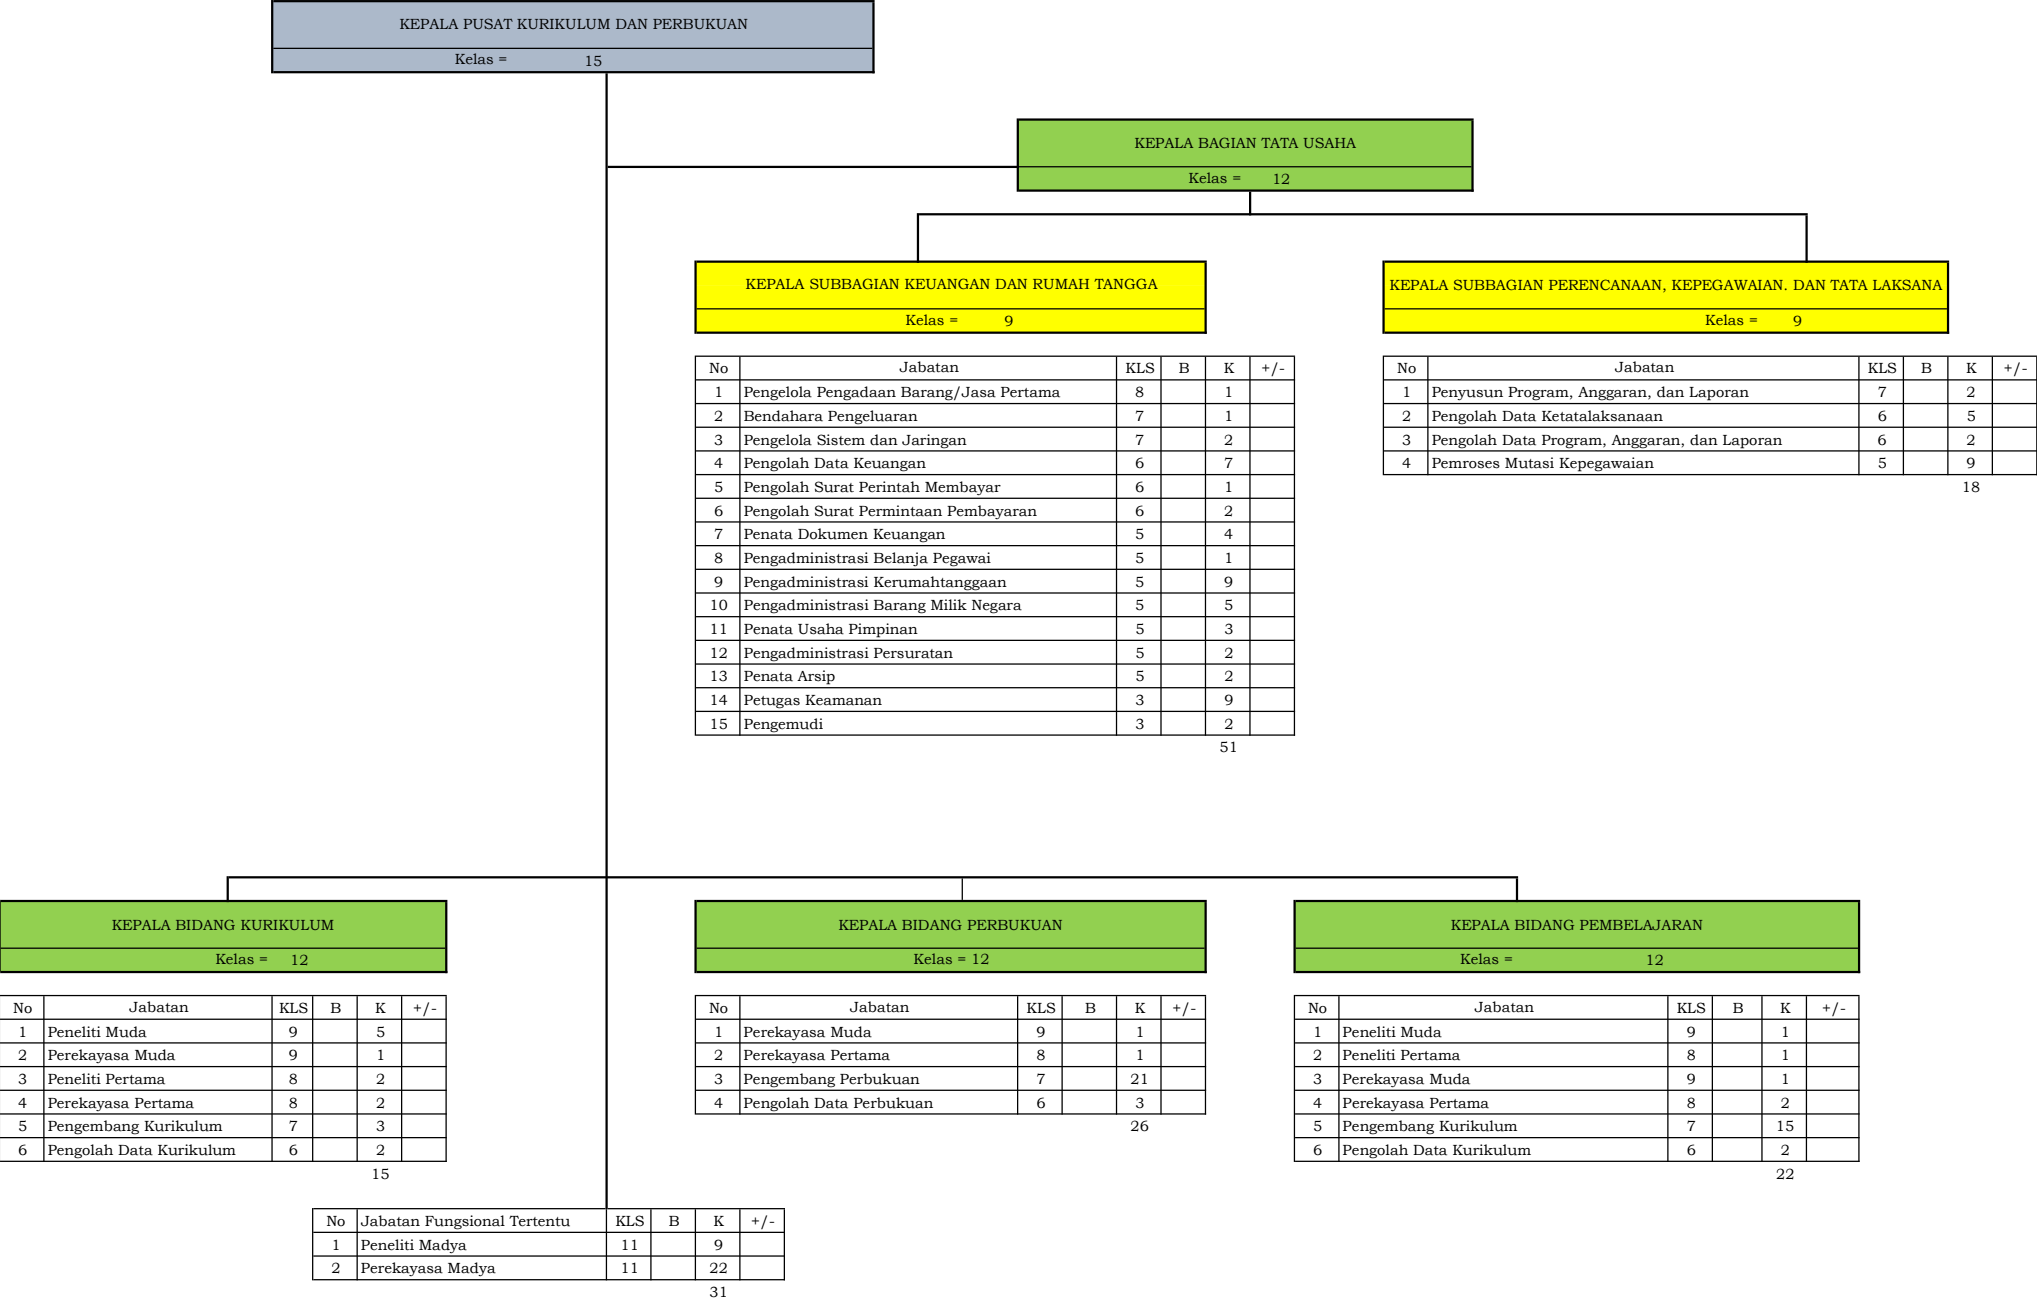 KEPALA PUSAT KURIKULUM DAN PERBUKUAN
Kelas = 15
KEPALA BAGIAN TATA USAHA
Kelas = 12
KEPALA SUBBAGIAN KEUANGAN DAN RUMAH TANGGA
Kelas = 9
No Jabatan KLS B K +/-
1 Pengelola Pengadaan Barang/Jasa Pertama 8 1
2 Bendahara Pengeluaran 7 1
3 Pengelola Sistem dan Jaringan 7 2
4 Pengolah Data Keuangan 6 7
5 Pengolah Surat Perintah Membayar 6 1
6 Pengolah Surat Permintaan Pembayaran 6 2
7 Penata Dokumen Keuangan 5 4
8 Pengadministrasi Belanja Pegawai 5 1
9 Pengadministrasi Kerumahtanggaan 5 9
10 Pengadministrasi Barang Milik Negara 5 5
11 Penata Usaha Pimpinan 5 3
12 Pengadministrasi Persuratan 5 2
13 Penata Arsip 5 2
14 Petugas Keamanan 3 9
15 Pengemudi 3 2
51
KEPALA SUBBAGIAN PERENCANAAN, KEPEGAWAIAN. DAN TATA LAKSANA
Kelas = 9
No Jabatan KLS B K +/-
1 Penyusun Program, Anggaran, dan Laporan 7 2
2 Pengolah Data Ketatalaksanaan 6 5
3 Pengolah Data Program, Anggaran, dan Laporan 6 2
4 Pemroses Mutasi Kepegawaian 5 9
18
KEPALA BIDANG KURIKULUM
Kelas = 12
No Jabatan KLS B K +/-
1 Peneliti Muda 9 5
2 Perekayasa Muda 9 1
3 Peneliti Pertama 8 2
4 Perekayasa Pertama 8 2
5 Pengembang Kurikulum 7 3
6 Pengolah Data Kurikulum 6 2
15
KEPALA BIDANG PERBUKUAN
Kelas = 12
No Jabatan KLS B K +/-
1 Perekayasa Muda 9 1
2 Perekayasa Pertama 8 1
3 Pengembang Perbukuan 7 21
4 Pengolah Data Perbukuan 6 3
26
KEPALA BIDANG PEMBELAJARAN
Kelas = 12
No Jabatan KLS B K +/-
1 Peneliti Muda 9 1
2 Peneliti Pertama 8 1
3 Perekayasa Muda 9 1
4 Perekayasa Pertama 8 2
5 Pengembang Kurikulum 7 15
6 Pengolah Data Kurikulum 6 2
22
No Jabatan Fungsional Tertentu KLS B K +/-
1 Peneliti Madya 11 9
2 Perekayasa Madya 11 22
31